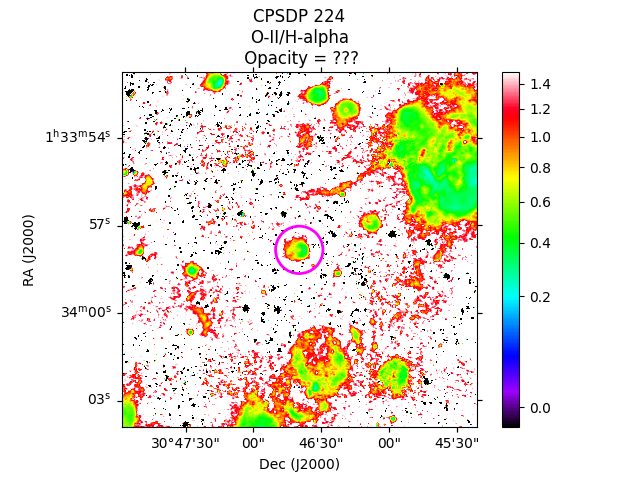 CPSDP 224
O-II/H-alpha
Opacity = ???
1.4
1.2
1.0
0.8
0.6
0.4
0.2
0.0
1ʰ33ᵐ54ˢ
57ˢ
34ᵐ00ˢ
03ˢ
RA (J2000)
30°47'30" 00" 46'30" 00" 45'30"
Dec (J2000)